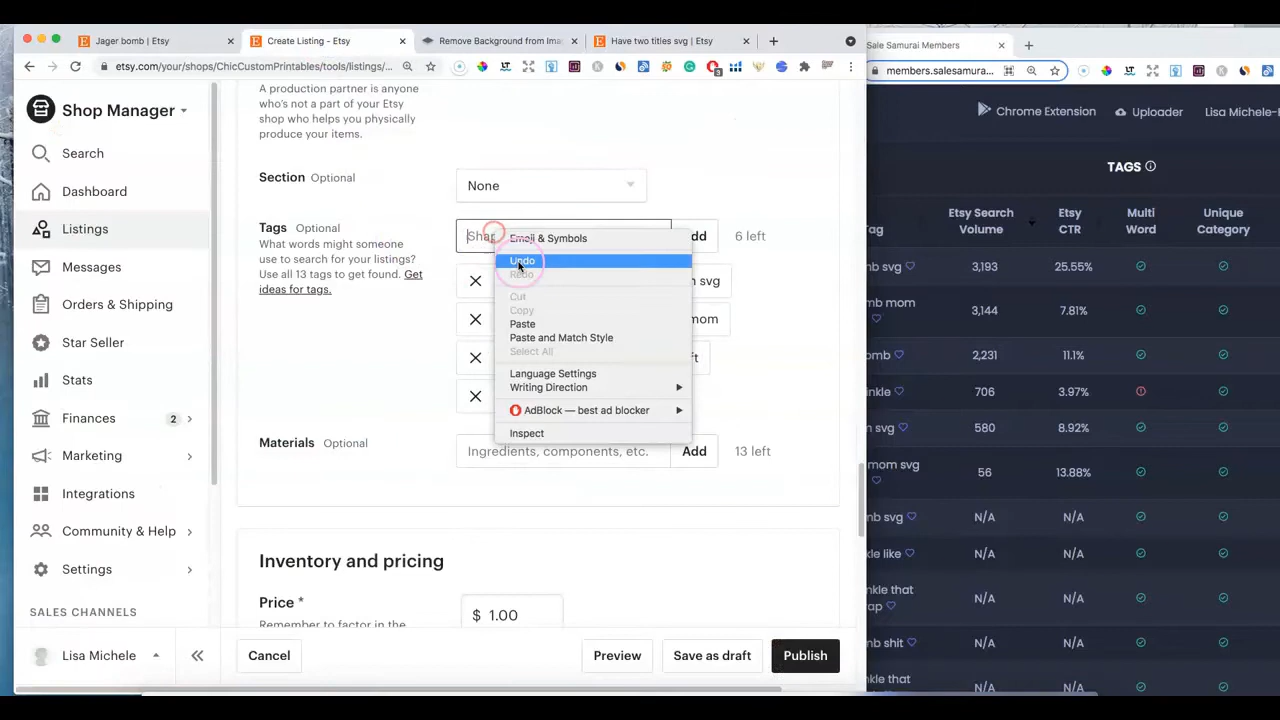 Jager bomb | Etsy
Create Listing - Etsy
Remove Background from Ima
Have two titles svg | Etsy
Sale Samurai Members
etsy.com/your/shops/ChicCustomPrintables/tools/listings/
members.salesamura...
Shop Manager
Search
Dashboard
Listings
Messages
Orders & Shipping
Star Seller
Stats
Finances 2
Marketing
Integrations
Community & Help
Settings
SALES CHANNELS
Lisa Michele
A production partner is anyone
who's not a part of your Etsy
shop who helps you physically
produce your items.
Section Optional
None
Tags Optional
What words might someone
use to search for your listings?
Use all 13 tags to get found. Get
ideas for tags.
Shap
dd
6 left
n svg
mom
ft
Emoji & Symbols
Undo
Redo
Cut
Copy
Paste
Paste and Match Style
Select All
Language Settings
Writing Direction
AdBlock — best ad blocker
Inspect
Materials Optional
Ingredients, components, etc.
Add
13 left
Inventory and pricing
Price *
$ 1.00
Remember to factor in the
Cancel
Preview
Save as draft
Publish
Chrome Extension
Uploader
Lisa Michele-
TAGS
Tag
Etsy Search
Volume
Etsy
CTR
Multi
Word
Unique
Category
mb svg 3,193 25.55%
mb mom 3,144 7.81%
omb 2,231 11.1%
inkle 706 3.97%
n svg 580 8.92%
mom svg 56 13.88%
mb svg N/A N/A
kle like N/A N/A
nkle that
ap N/A N/A
mb shit N/A N/A
nkle that N/A N/A